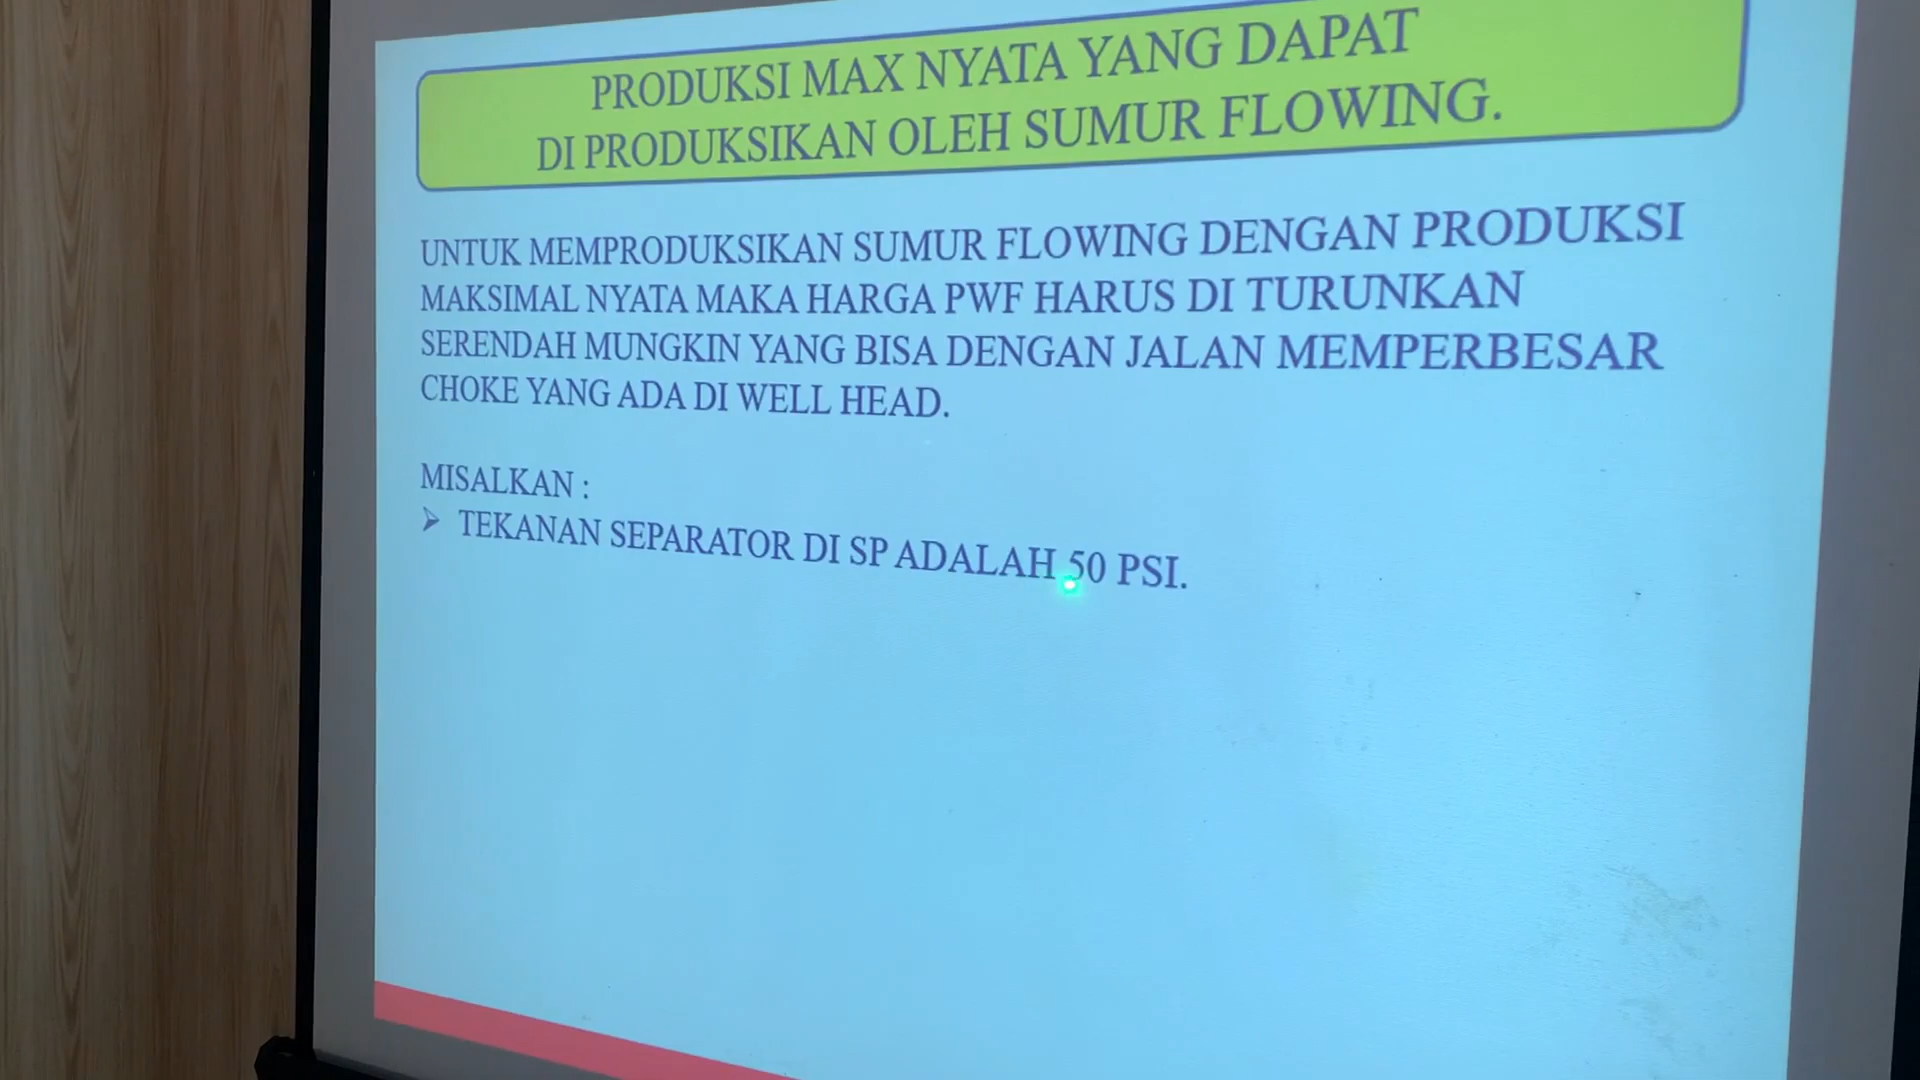 PRODUKSI MAX NYATA YANG DAPAT
DI PRODUKSIKAN OLEH SUMUR FLOWING.
UNTUK MEMPRODUKSIKAN SUMUR FLOWING DENGAN PRODUKSI
MAKSIMAL NYATA MAKA HARGA PWF HARUS DI TURUNKAN
SERENDAH MUNGKIN YANG BISA DENGAN JALAN MEMPERBESAR
CHOKE YANG ADA DI WELL HEAD.
MISALKAN :
➢ TEKANAN SEPARATOR DI SP ADALAH 50 PSI.